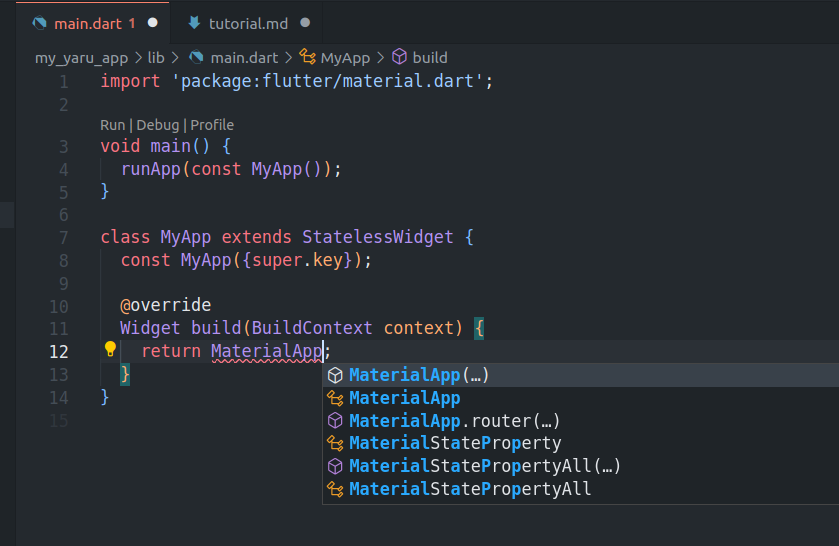 main.dart 1 tutorial.md
my_yaru_app > lib > main.dart > MyApp > build
1 import 'package:flutter/material.dart';
2
Run | Debug | Profile
3 void main() {
4 runApp(const MyApp());
5 }
6
7 class MyApp extends StatelessWidget {
8 const MyApp({super.key});
9
10 @override
11 Widget build(BuildContext context) {
12 return MaterialApp;
13 }
14 }
15
MaterialApp(…)
MaterialApp
MaterialApp.router(…)
MaterialStateProperty
MaterialStatePropertyAll(…)
MaterialStatePropertyAll